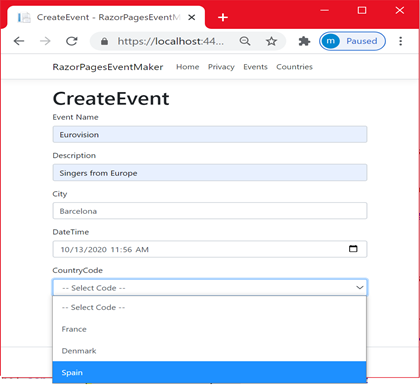 CreateEvent - RazorPagesEventM
https://localhost:44...
m Paused
RazorPagesEventMaker Home Privacy Events Countries
CreateEvent
Event Name
Eurovision
Description
Singers from Europe
City
Barcelona
DateTime
10/13/2020 11:56 AM
CountryCode
-- Select Code --
-- Select Code --
France
Denmark
Spain